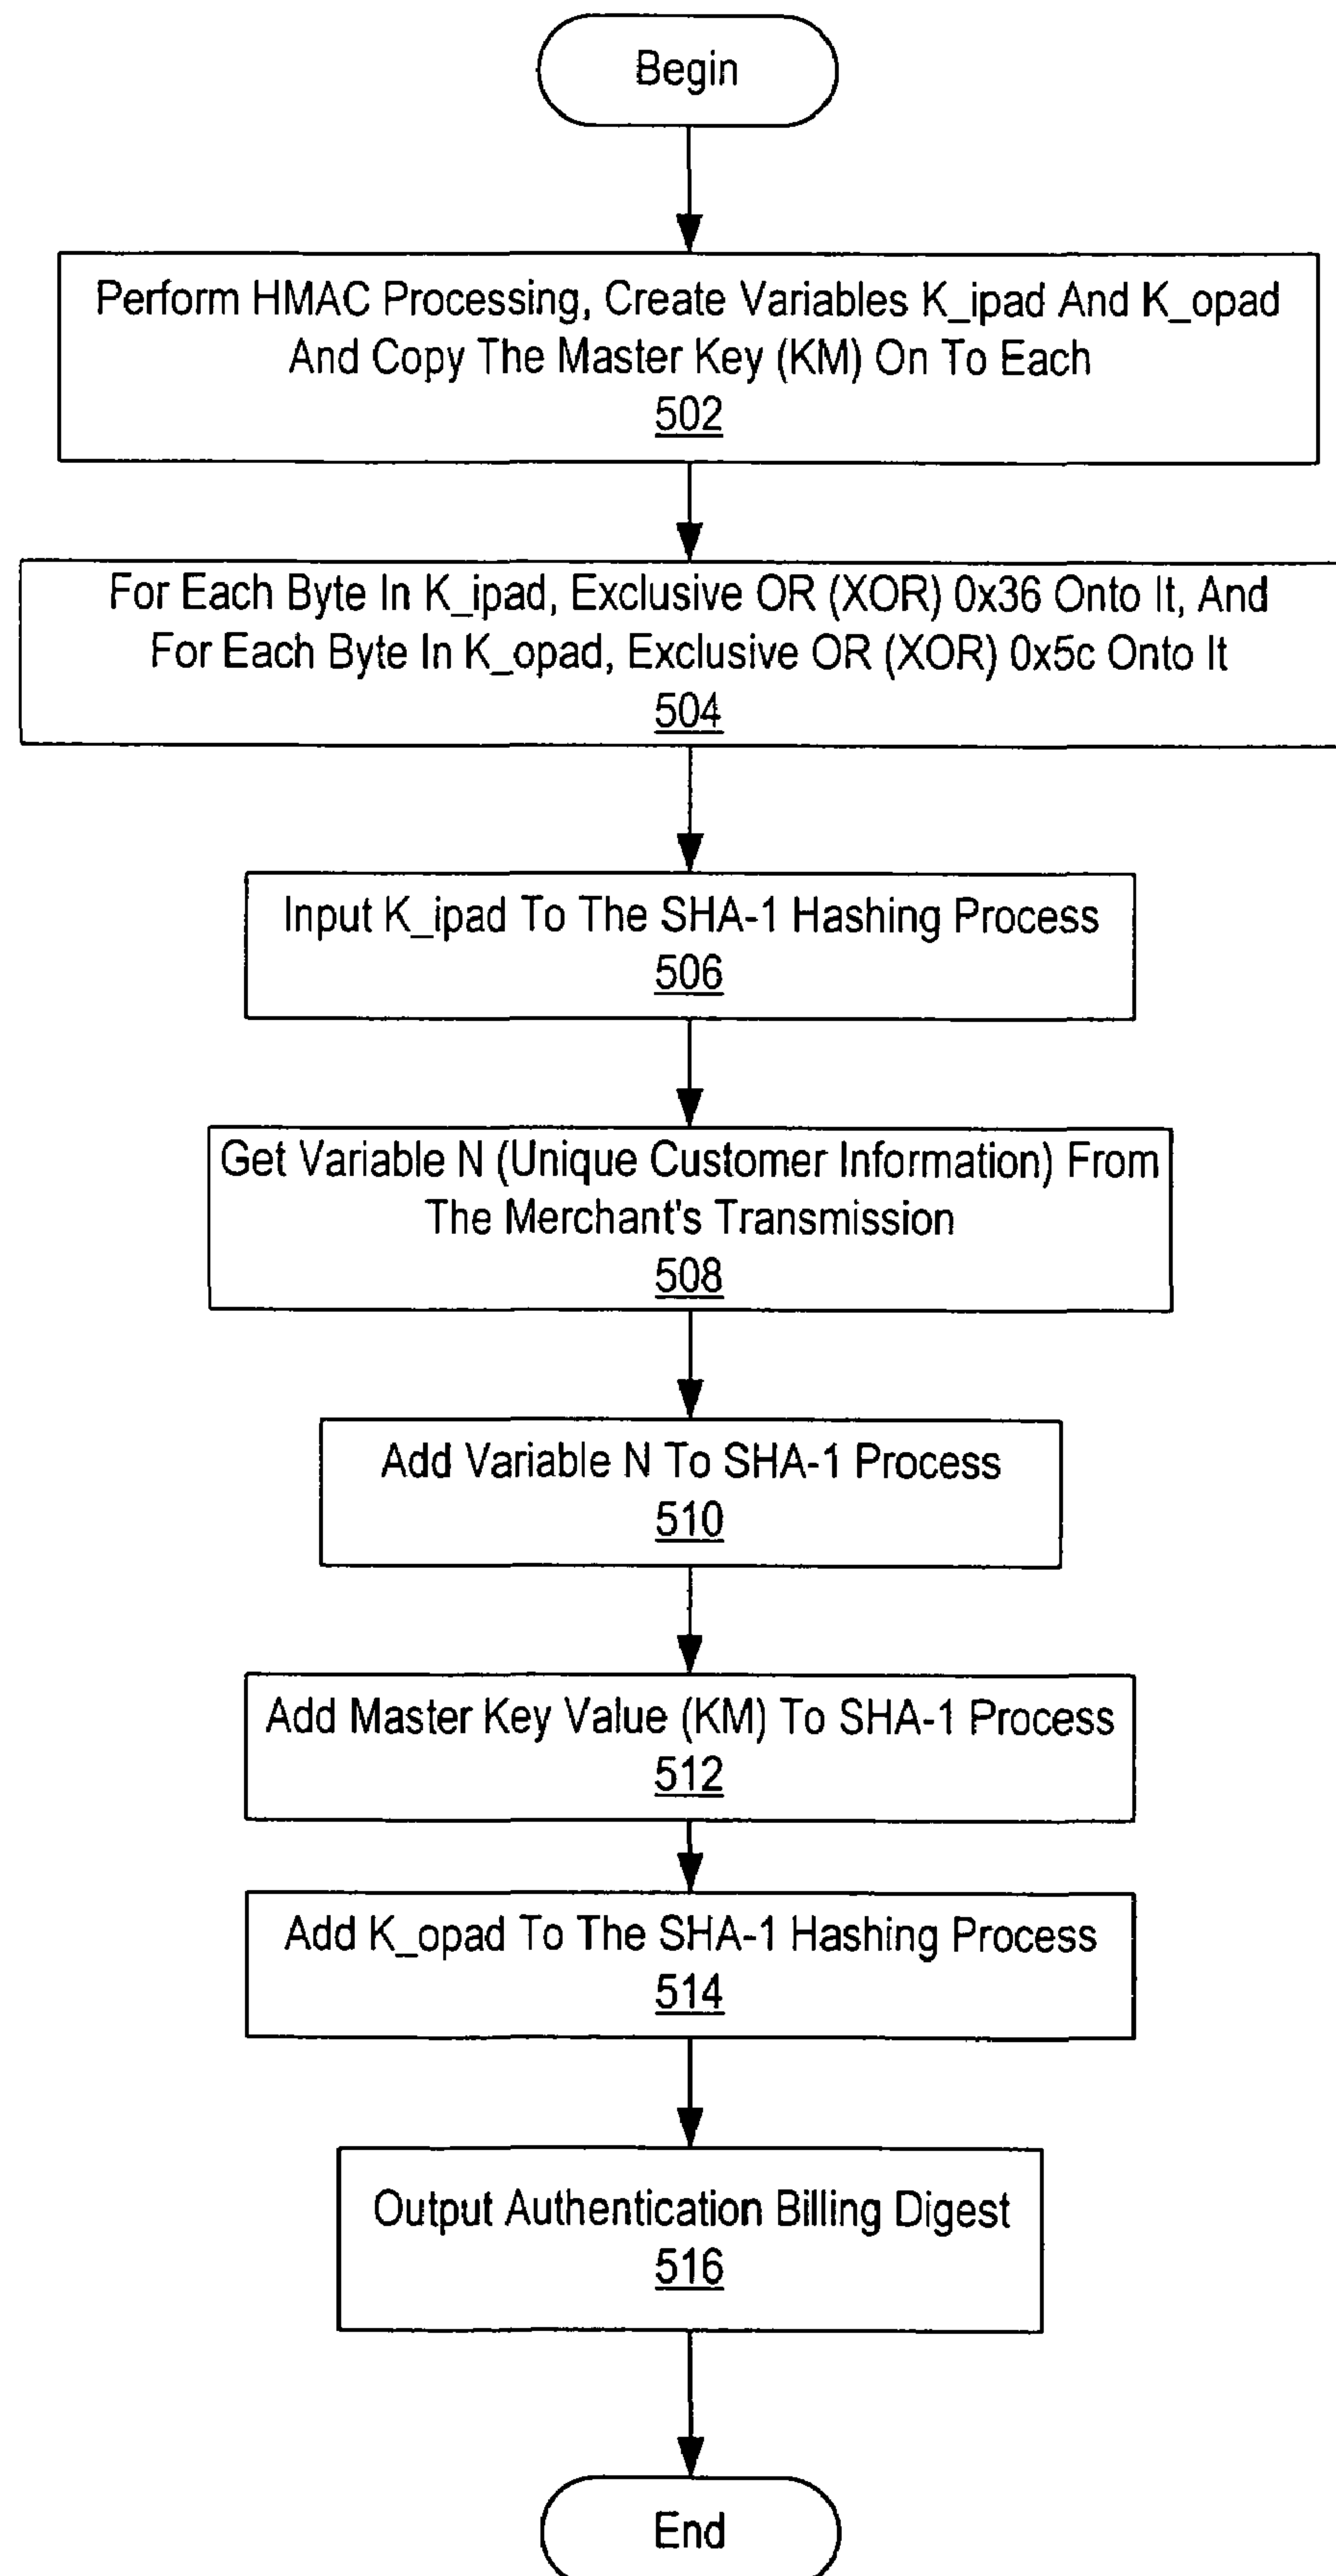 Begin
Perform HMAC Processing, Create Variables K_ipad And K_opad
And Copy The Master Key (KM) On To Each
502
For Each Byte In K_ipad, Exclusive OR (XOR) 0x36 Onto It, And
For Each Byte In K_opad, Exclusive OR (XOR) 0x5c Onto It
504
Input K_ipad To The SHA-1 Hashing Process
506
Get Variable N (Unique Customer Information) From
The Merchant's Transmission
508
Add Variable N To SHA-1 Process
510
Add Master Key Value (KM) To SHA-1 Process
512
Add K_opad To The SHA-1 Hashing Process
514
Output Authentication Billing Digest
516
End